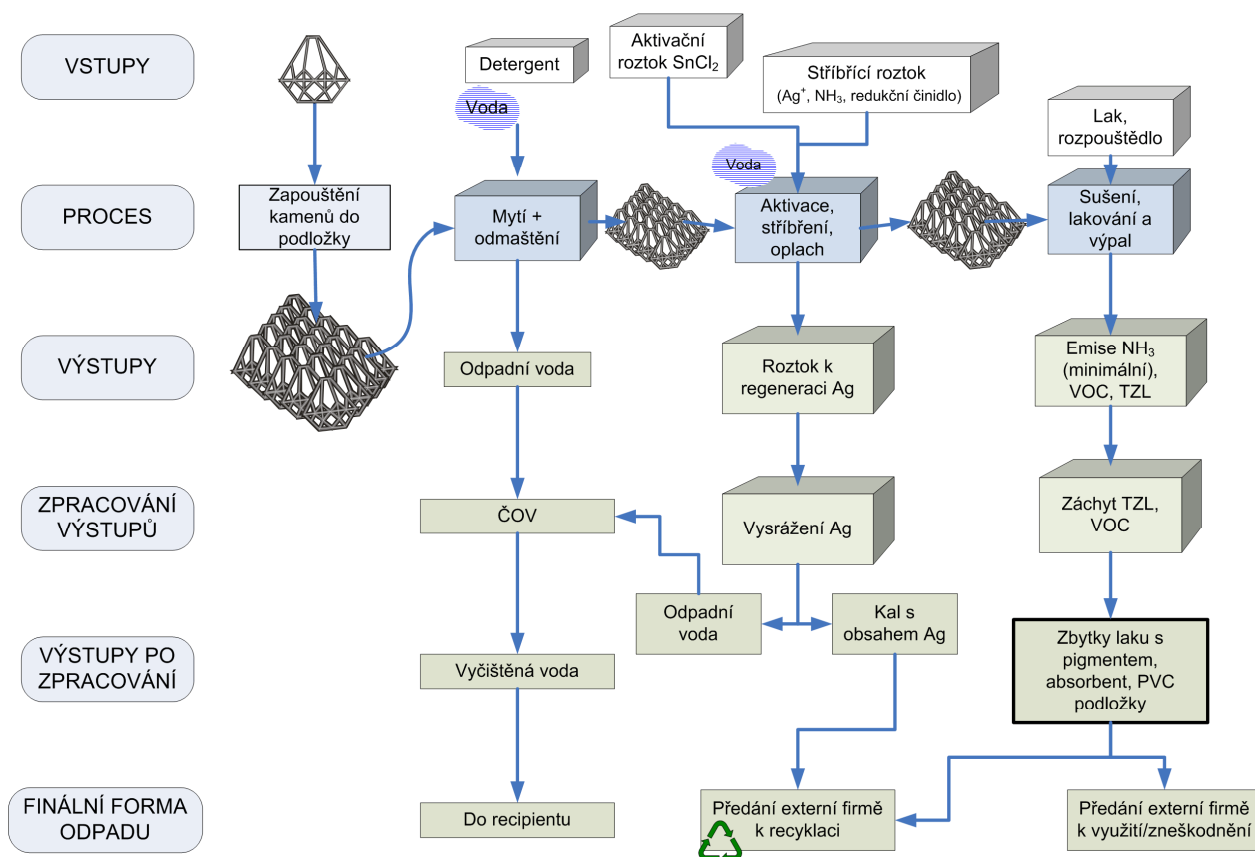 VSTUPY
Detergent
Voda
Aktivační
roztok SnCl₂
Stříbřící roztok
(Ag⁺, NH₃, redukční činidlo)
Lak,
rozpouštědlo
PROCES
Zapouštění
kamenů do
podložky
Mytí +
odmaštění
Voda
Aktivace,
stříbření,
oplach
Sušení,
lakování a
výpal
VÝSTUPY
Odpadní voda
Roztok k
regeneraci Ag
Emise NH₃
(minimální),
VOC, TZL
ZPRACOVÁNÍ
VÝSTUPŮ
ČOV
Vysrážení Ag
Záchyt TZL,
VOC
VÝSTUPY PO
ZPRACOVÁNÍ
Vyčištěná voda
Odpadní
voda
Kal s
obsahem Ag
Zbytky laku s
pigmentem,
absorbent, PVC
podložky
FINÁLNÍ FORMA
ODPADU
Do recipientu
Předání externí firmě
k recyklaci
Předání externí firmě
k využití/zneškodnění